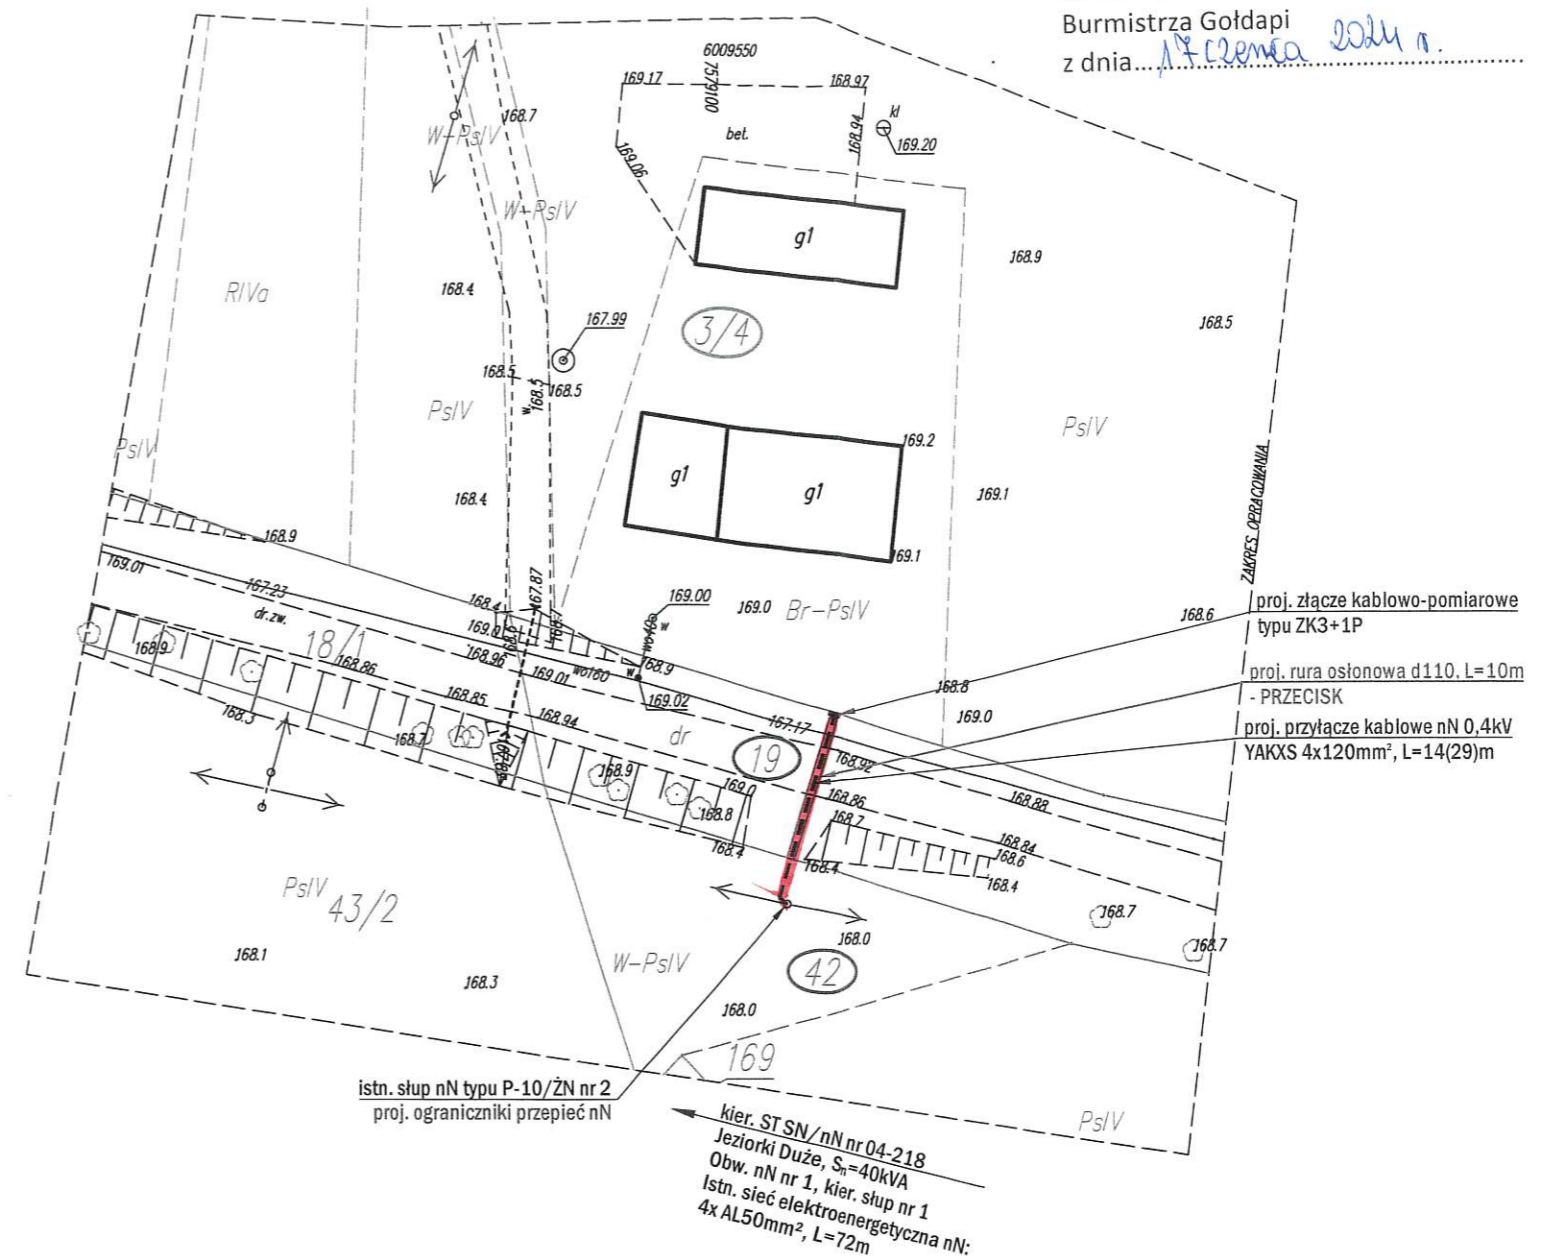 Burmistrza Gołdapi
z dnia...17 czerwca 2024 r.
6009550
7579100
169.17
168.97
kl
168.7
bet.
168.94
169.20
W-PsIV
169.06
W-PsIV
g1
168.9
RIVa
168.4
167.99
3/4
168.5
168.5
168.5
w
168.5
PsIV
PsIV
169.2
PsIV
g1
g1
168.4
169.1
ZAKRES OPRACOWANIA
168.9
169.1
169.01
167.23
167.87
169.00
proj. złącze kablowo-pomiarowe
typu ZK3+1P
168.4
dr.zw.
169.0
Br-PsIV
168.6
169.0
168.0
wo40
w
18/1
168.9
168.96
168.86
169.01
wo160
w
168.9
proj. rura osłonowa d110, L=10m
- PRZECISK
168.8
168.85
169.02
169.0
168.3
168.94
167.17
dr
proj. przyłącze kablowe nN 0,4kV
YAKXS 4x120mm², L=14(29)m
168.7
19
168.92
168.9
169.0
168.86
168.88
168.8
168.7
168.84
168.4
168.6
168.4
168.4
PsIV
43/2
168.7
168.7
168.0
168.1
W-PsIV
42
168.3
168.0
169
istn. słup nN typu P-10/ŻN nr 2
proj. ograniczniki przepięć nN
PsIV
kier. ST SN/nN nr 04-218
Jeziorki Duże, Sₙ=40kVA
Obw. nN nr 1, kier. słup nr 1
Istn. sieć elektroenergetyczna nN:
4x AL50mm², L=72m